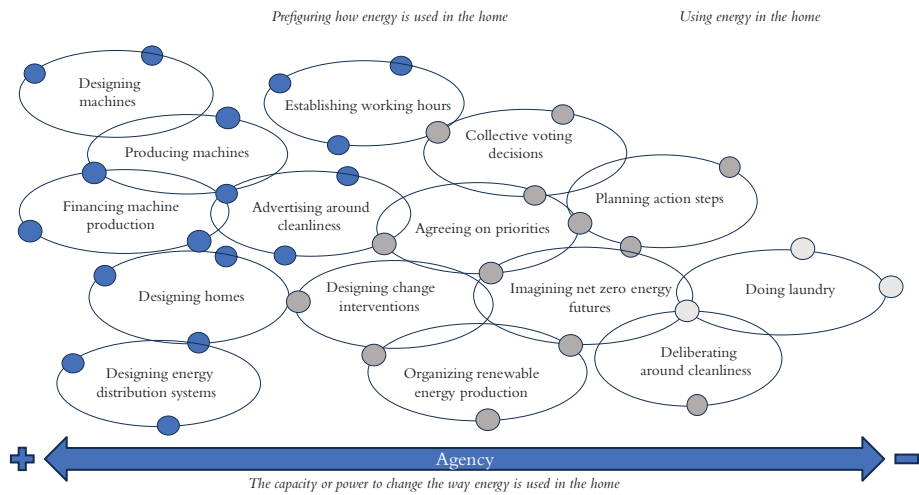 Prefiguring how energy is used in the home
Using energy in the home
Designing
machines
Establishing working hours
Collective voting
decisions
Producing machines
Planning action steps
Financing machine
production
Advertising around
cleanliness
Agreeing on priorities
Designing homes
Designing change
interventions
Imagining net zero energy
futures
Doing laundry
Deliberating
around cleanliness
Designing energy
distribution systems
Organizing renewable
energy production
Agency
The capacity or power to change the way energy is used in the home